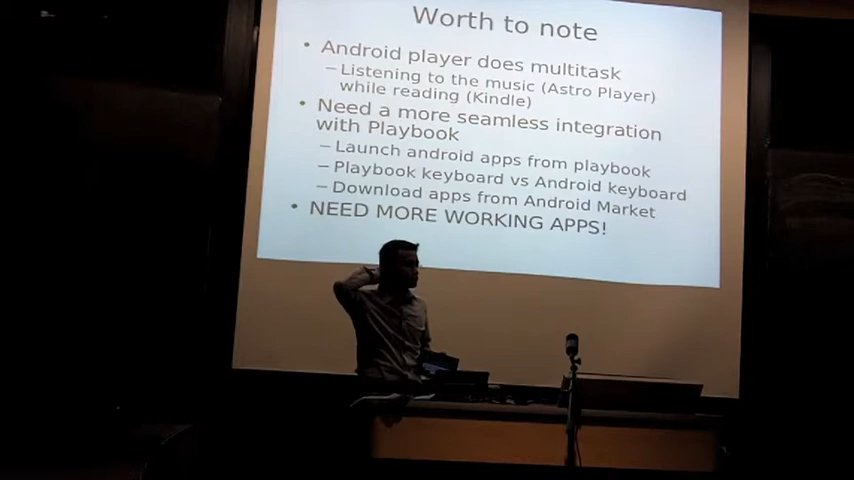 Worth to note
• Android player does multitask
– Listening to the music (Astro Player)
while reading (Kindle)
• Need a more seamlessly integration
with Playbook
– Launch android apps from playbook
– Playbook keyboard vs Android keyboard
– Download apps from Android Market
• NEED MORE WORKING APPS!